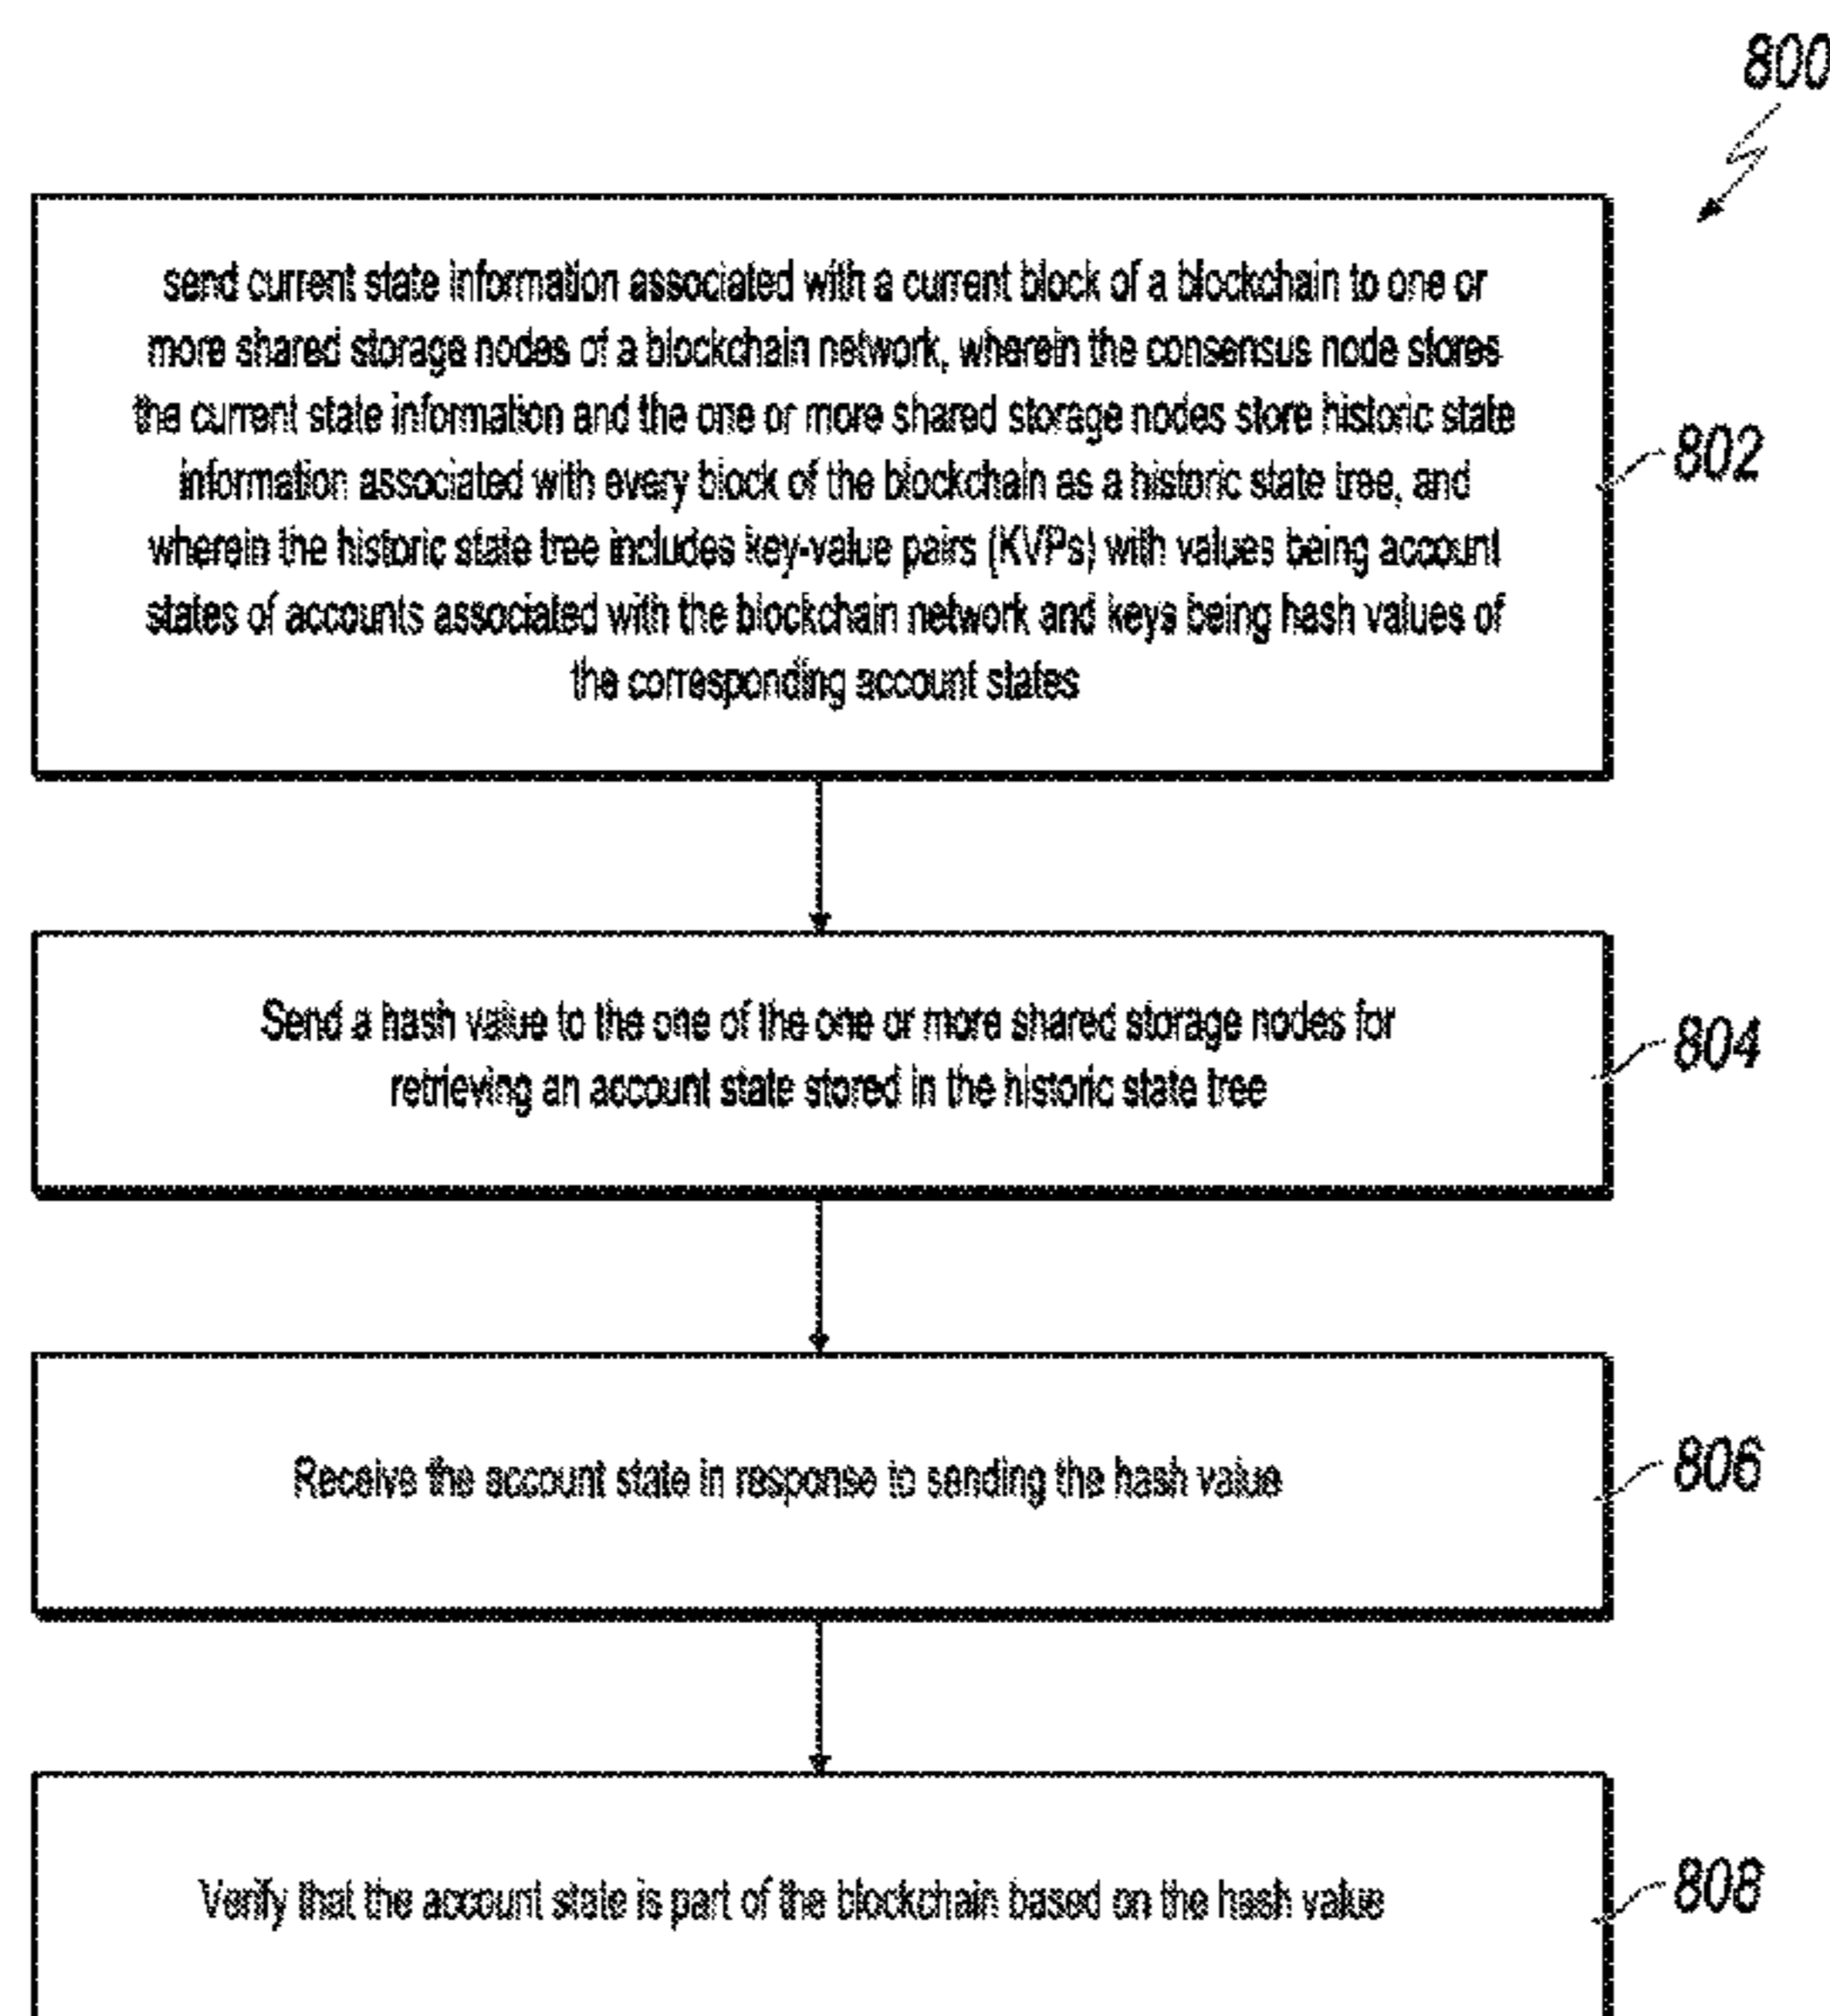 800
send current state information associated with a current block of a blockchain to one or
more shared storage nodes of a blockchain network, wherein the consensus node stores
the current state information and the one or more shared storage nodes store historic state
information associated with every block of the blockchain as a historic state tree, and
wherein the historic state tree includes key-value pairs (KVPs) with values being account
states of accounts associated with the blockchain network and keys being hash values of
the corresponding account states
802
Send a hash value to the one of the one or more shared storage nodes for
retrieving an account state stored in the historic state tree
804
Receive the account state in response to sending the hash value
806
Verify that the account state is part of the blockchain based on the hash value
808